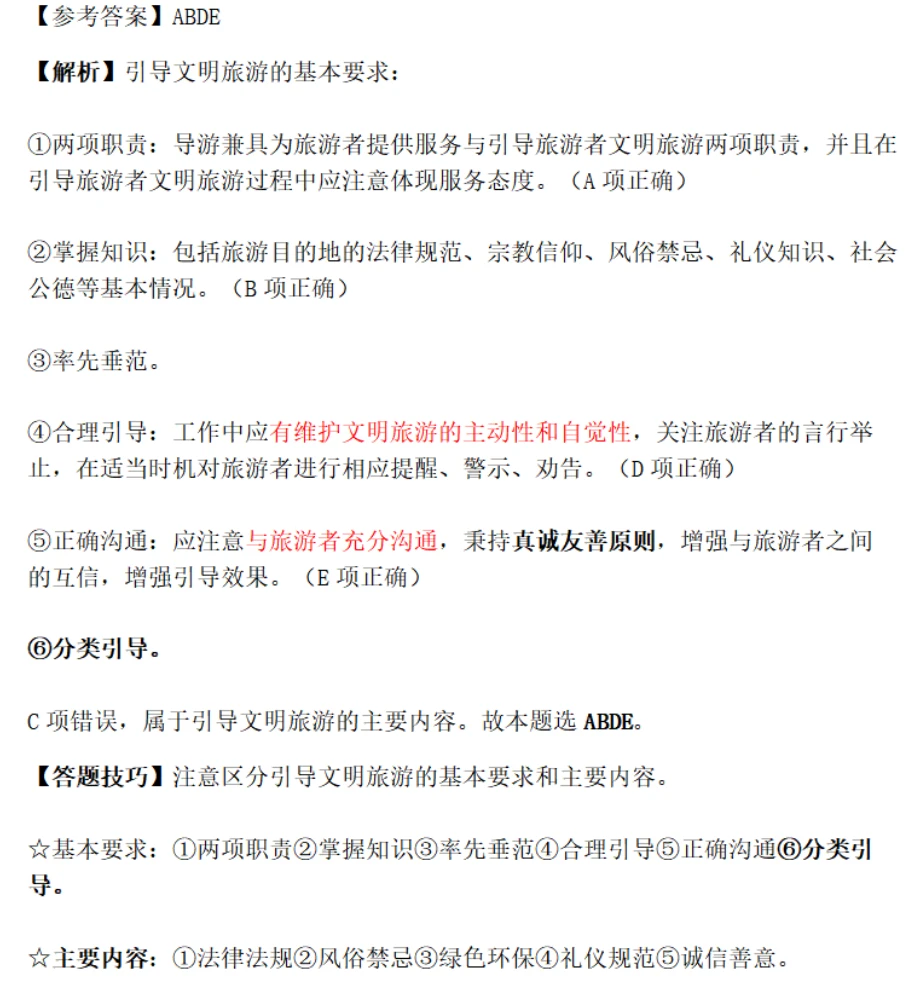 【参考答案】ABDE
【解析】引导文明旅游的基本要求：
①两项职责：导游兼具为旅游者提供服务与引导旅游者文明旅游两项职责，并且在
引导旅游者文明旅游过程中应注意体现服务态度。（A 项正确）
②掌握知识：包括旅游目的地的法律规范、宗教信仰、风俗禁忌、礼仪知识、社会
公德等基本情况。（B 项正确）
③率先垂范。
④合理引导：工作中应有维护文明旅游的主动性和自觉性，关注旅游者的言行举
止，在适当时机对旅游者进行相应提醒、警示、劝告。（D 项正确）
⑤正确沟通：应注意与旅游者充分沟通，秉持真诚友善原则，增强与旅游者之间
的互信，增强引导效果。（E 项正确）
⑥分类引导。
C 项错误，属于引导文明旅游的主要内容。故本题选 ABDE。
【答题技巧】注意区分引导文明旅游的基本要求和主要内容。
☆基本要求：①两项职责②掌握知识③率先垂范④合理引导⑤正确沟通⑥分类引
导。
☆主要内容：①法律法规②风俗禁忌③绿色环保④礼仪规范⑤诚信善意。